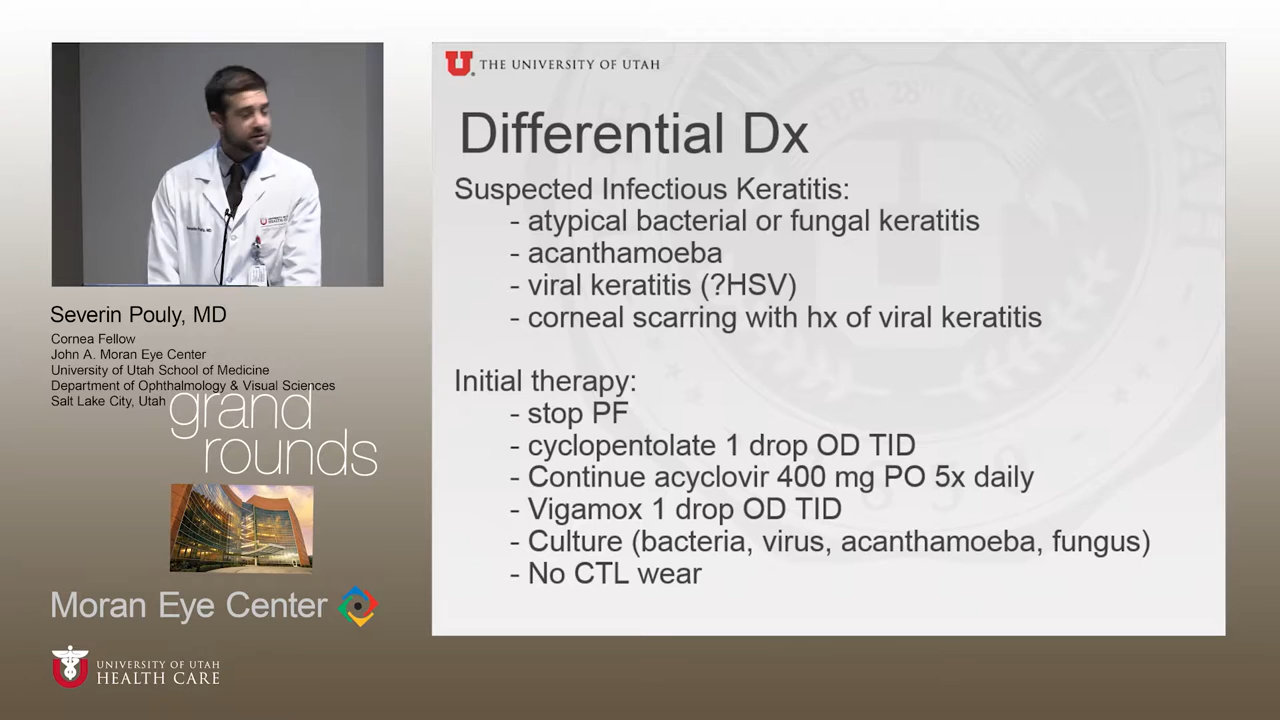 THE UNIVERSITY OF UTAH
Differential Dx
Suspected Infectious Keratitis:
- atypical bacterial or fungal keratitis
- acanthamoeba
- viral keratitis (?HSV)
- corneal scarring with hx of viral keratitis
Initial therapy:
- stop PF
- cyclopentolate 1 drop OD TID
- Continue acyclovir 400 mg PO 5x daily
- Vigamox 1 drop OD TID
- Culture (bacteria, virus, acanthamoeba, fungus)
- No CTL wear
Severin Pouly, MD
Cornea Fellow
John A. Moran Eye Center
University of Utah School of Medicine
Department of Ophthalmology & Visual Sciences
Salt Lake City, Utah
grand
rounds
Moran Eye Center
UNIVERSITY OF UTAH
HEALTH CARE